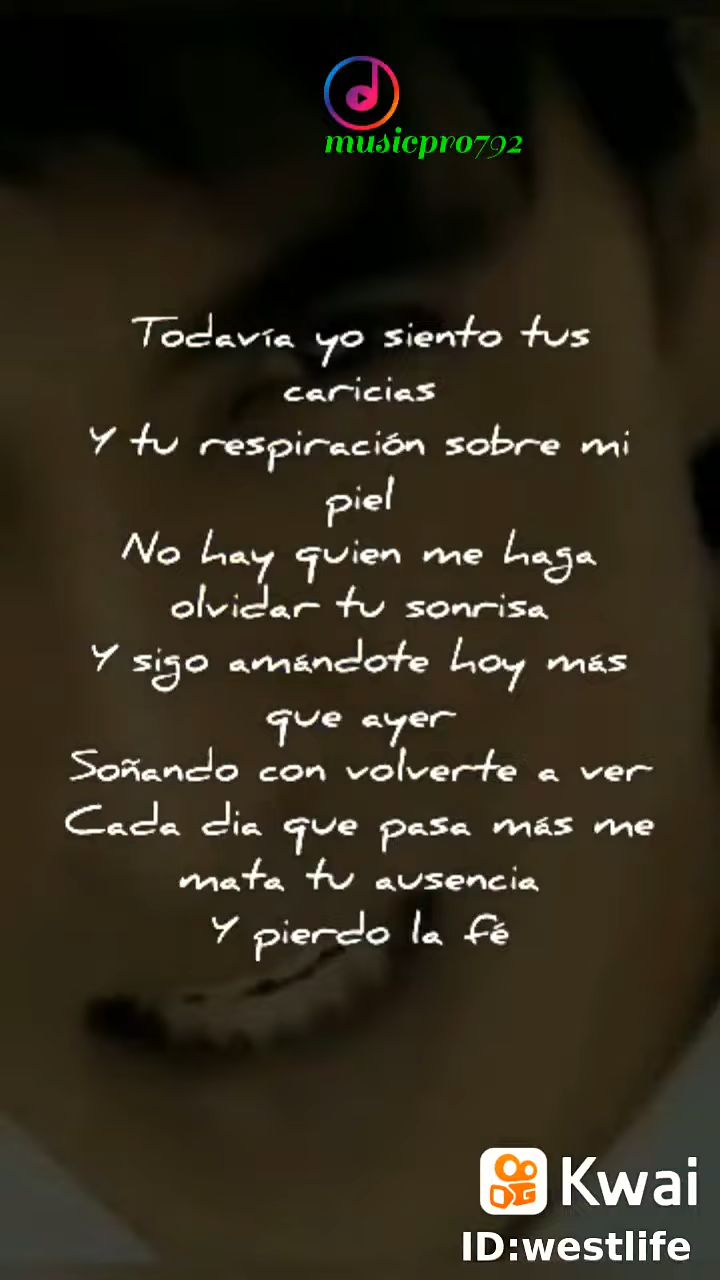 musicpro792
Todavía yo siento tus
caricias
Y tu respiración sobre mi
piel
No hay quien me haga
olvidar tu sonrisa
Y sigo amándote hoy más
que ayer
Soñando con volverte a ver
Cada dia que pasa más me
mata tu ausencia
Y pierdo la fé
Kwai
ID:westlife